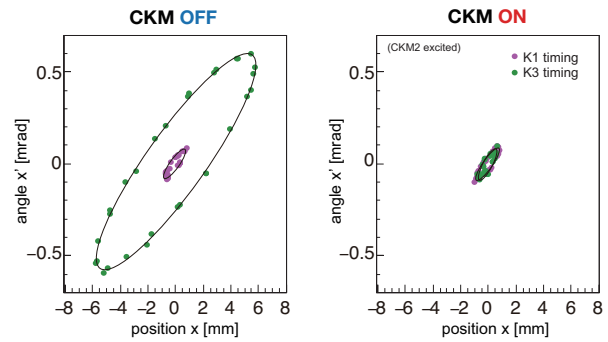 CKM OFF
angle x' [mrad]
0.5
0
−0.5
−8 −6 −4 −2 0 2 4 6 8
position x [mm]
CKM ON
(CKM2 excited)
K1 timing
K3 timing
angle x' [mrad]
0.5
0
−0.5
−8 −6 −4 −2 0 2 4 6 8
position x [mm]